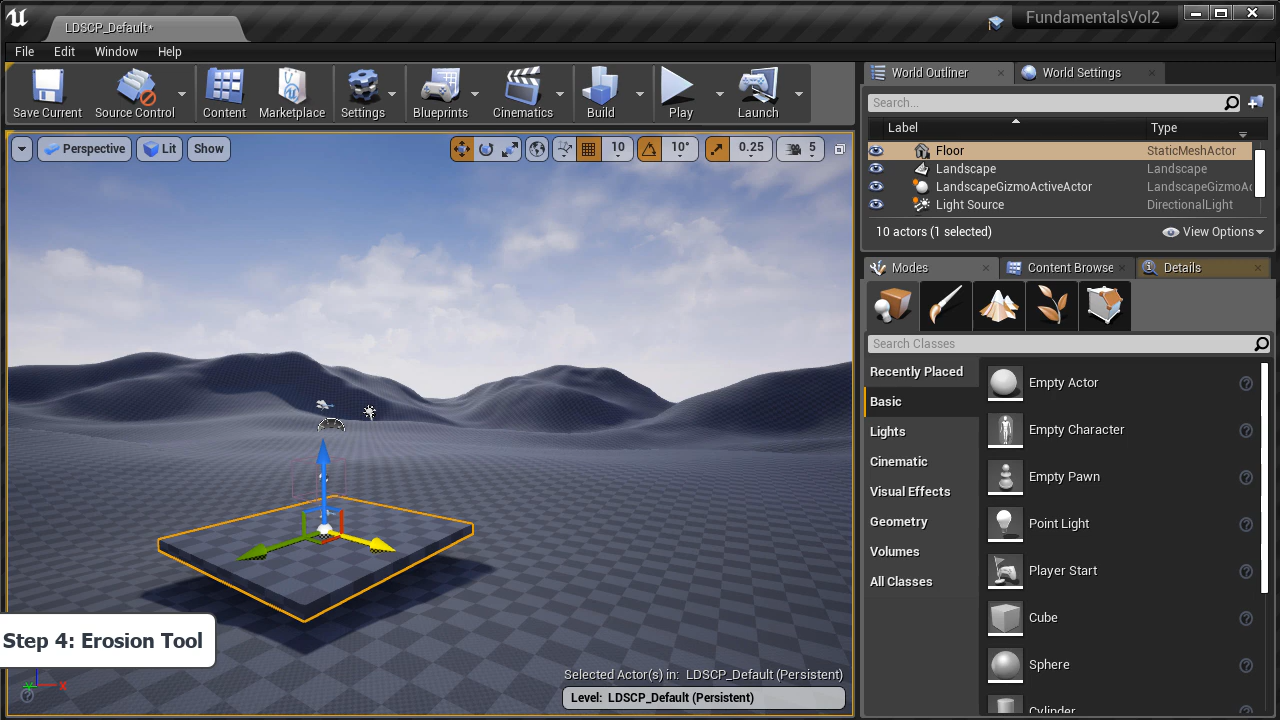 LDSCP_Default*
FundamentalsVol2
File Edit Window Help
Save Current
Source Control
Content
Marketplace
Settings
Blueprints
Cinematics
Build
Play
Launch
Perspective
Lit
Show
10
10°
0.25
5
World Outliner
World Settings
Search...
Label Type
Floor StaticMeshActor
Landscape Landscape
LandscapeGizmoActiveActor LandscapeGizmoAc
Light Source DirectionalLight
10 actors (1 selected)
View Options
Modes
Content Browse
Details
Search Classes
Recently Placed
Basic
Lights
Cinematic
Visual Effects
Geometry
Volumes
All Classes
Empty Actor
Empty Character
Empty Pawn
Point Light
Player Start
Cube
Sphere
Cylinder
Step 4: Erosion Tool
X
Selected Actor(s) in: LDSCP_Default (Persistent)
Level: LDSCP_Default (Persistent)